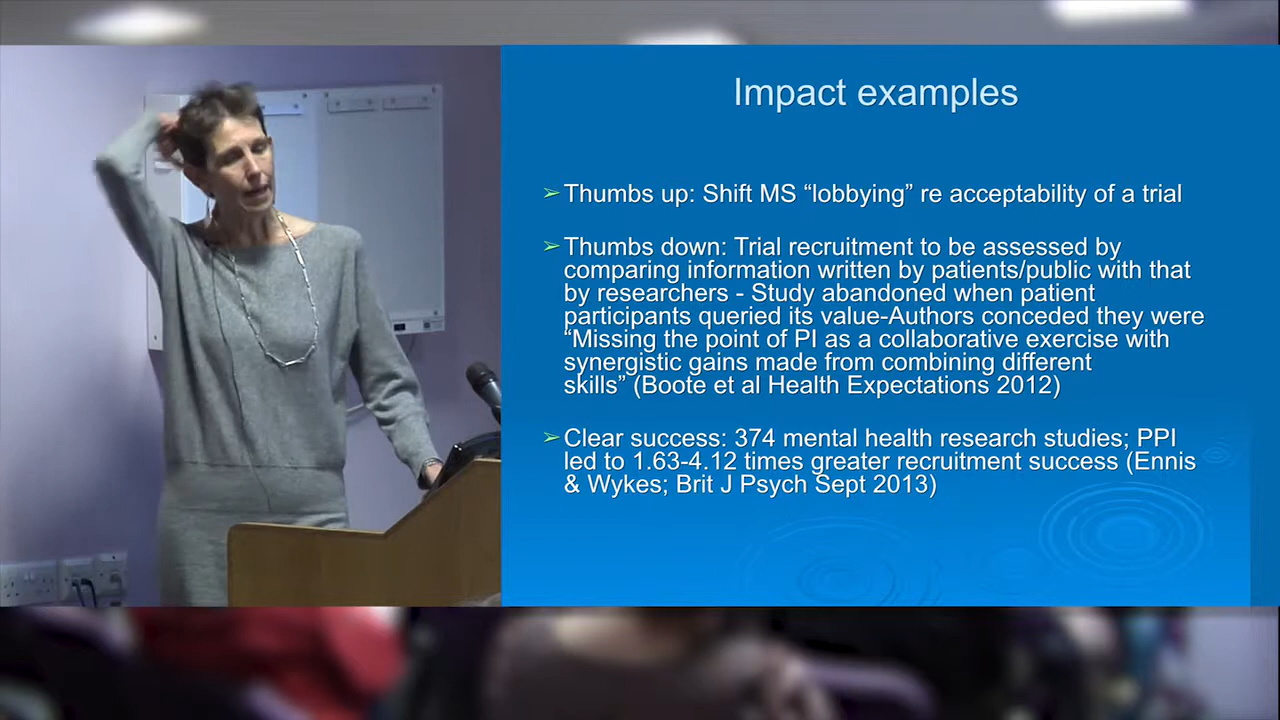 Impact examples
➢Thumbs up: Shift MS “lobbying” re acceptability of a trial
➢Thumbs down: Trial recruitment to be assessed by
comparing information written by patients/public with that
by researchers - Study abandoned when patient
participants queried its value-Authors conceded they were
“Missing the point of PI as a collaborative exercise with
synergistic gains made from combining different
skills” (Boote et al Health Expectations 2012)
➢Clear success: 374 mental health research studies; PPI
led to 1.63-4.12 times greater recruitment success (Ennis
& Wykes; Brit J Psych Sept 2013)